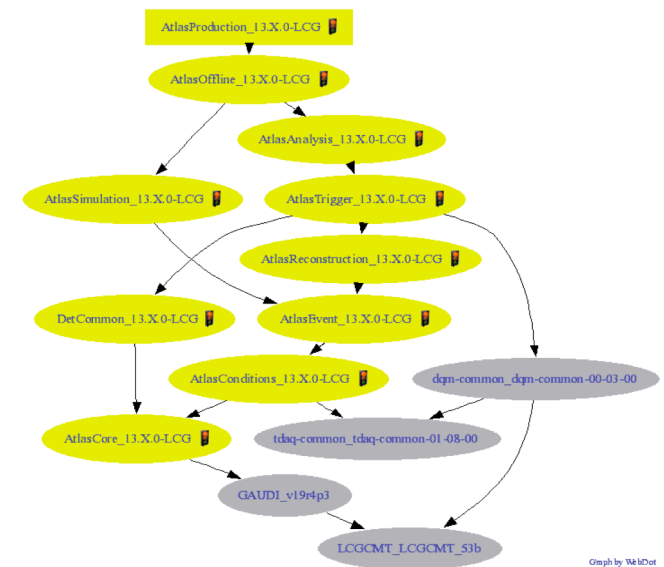 AtlasProduction_13.X.0-LCG
AtlasOffline_13.X.0-LCG
AtlasAnalysis_13.X.0-LCG
AtlasSimulation_13.X.0-LCG
AtlasTrigger_13.X.0-LCG
AtlasReconstruction_13.X.0-LCG
DetCommon_13.X.0-LCG
AtlasEvent_13.X.0-LCG
AtlasConditions_13.X.0-LCG
dqm-common_dqm-common-00-03-00
AtlasCore_13.X.0-LCG
tdaq-common_tdaq-common-01-08-00
GAUDI_v19r4p3
LCGCMT_LCGCMT_53b
Graph by WebDot